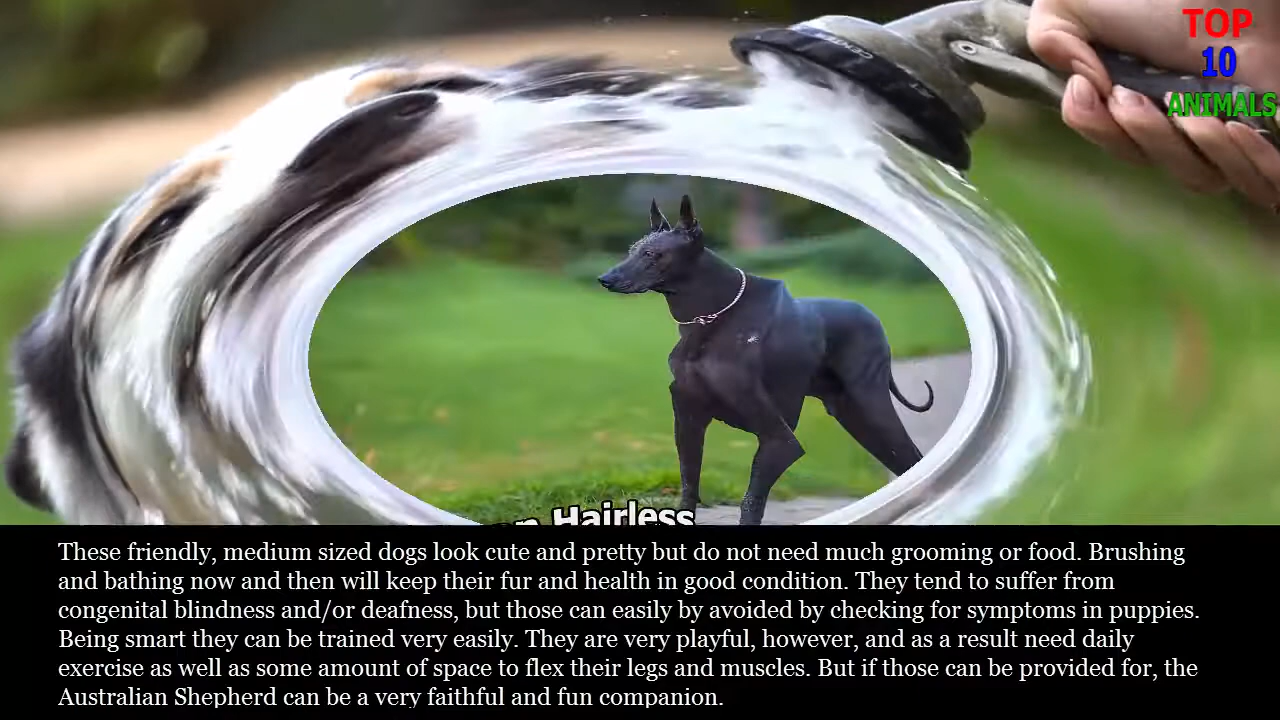 TOP
10
ANIMALS
Hairless
These friendly, medium sized dogs look cute and pretty but do not need much grooming or food. Brushing
and bathing now and then will keep their fur and health in good condition. They tend to suffer from
congenital blindness and/or deafness, but those can easily by avoided by checking for symptoms in puppies.
Being smart they can be trained very easily. They are very playful, however, and as a result need daily
exercise as well as some amount of space to flex their legs and muscles. But if those can be provided for, the
Australian Shepherd can be a very faithful and fun companion.